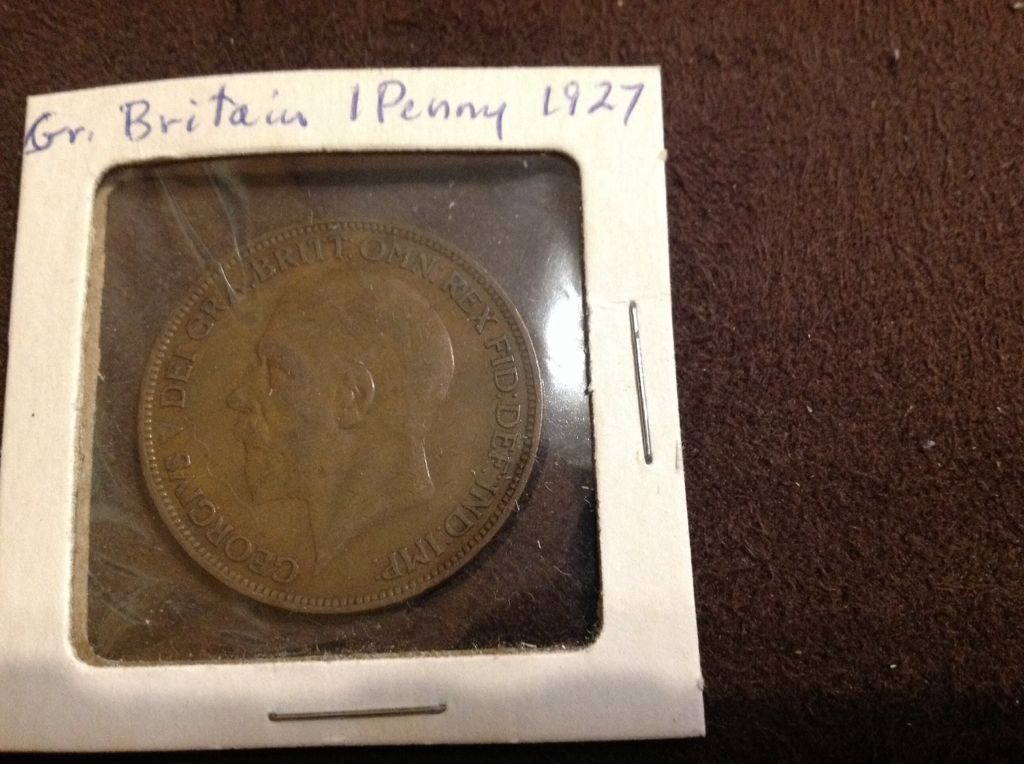 Gr. Britain 1 Penny 1927
GEORGIVS V DEI GRA: BRITT: OMN: REX FID: DEF: IND: IMP: